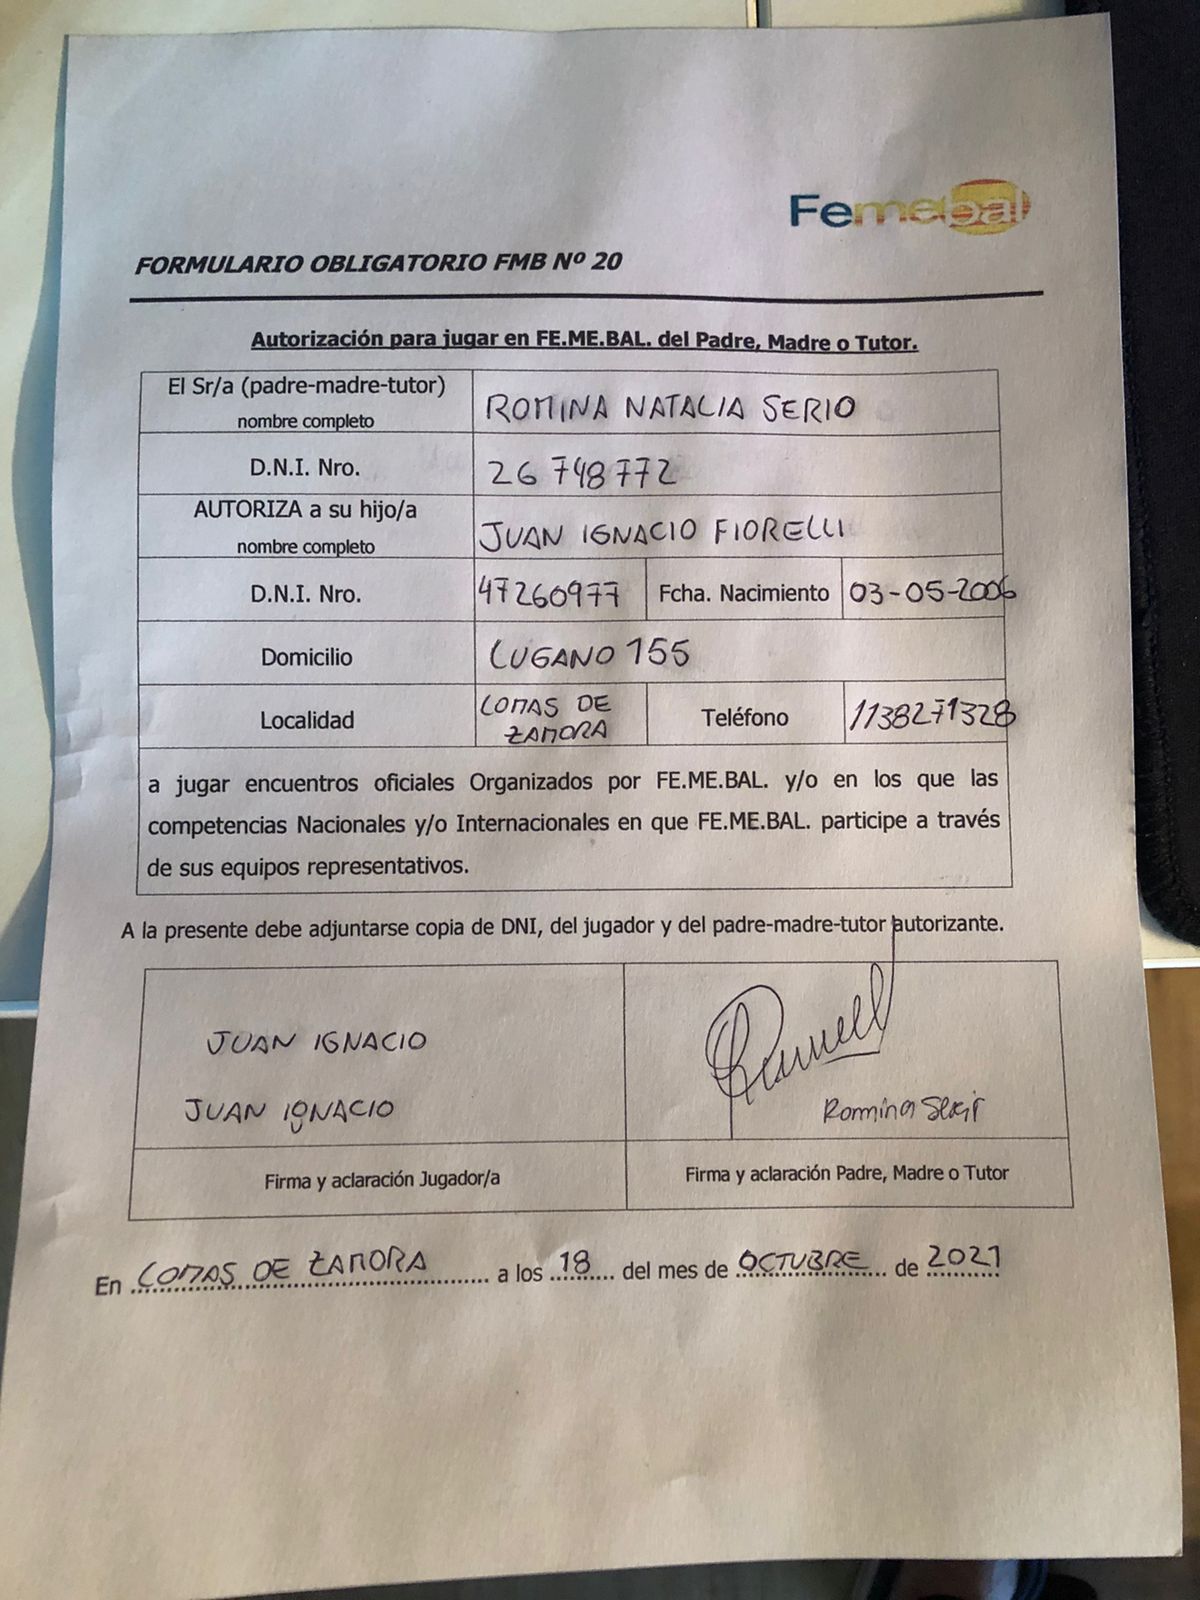 Femebal
FORMULARIO OBLIGATORIO FMB Nº 20
Autorización para jugar en FE.ME.BAL. del Padre, Madre o Tutor.
El Sr/a (padre-madre-tutor)
nombre completo
ROMINA NATALIA SERIO
D.N.I. Nro.
26748772
AUTORIZA a su hijo/a
nombre completo
JUAN IGNACIO FIORELLI
D.N.I. Nro.
47260977
Fcha. Nacimiento
03-05-2006
Domicilio
LUGANO 155
Localidad
LOMAS DE
ZAMORA
Teléfono
1138271328
a jugar encuentros oficiales Organizados por FE.ME.BAL. y/o en los que las
competencias Nacionales y/o Internacionales en que FE.ME.BAL. participe a través
de sus equipos representativos.
A la presente debe adjuntarse copia de DNI, del jugador y del padre-madre-tutor autorizante.
JUAN IGNACIO
JUAN IGNACIO
Romina
Firma y aclaración Jugador/a
Firma y aclaración Padre, Madre o Tutor
En LOMAS DE ZAMORA a los 18 del mes de OCTUBRE de 2021